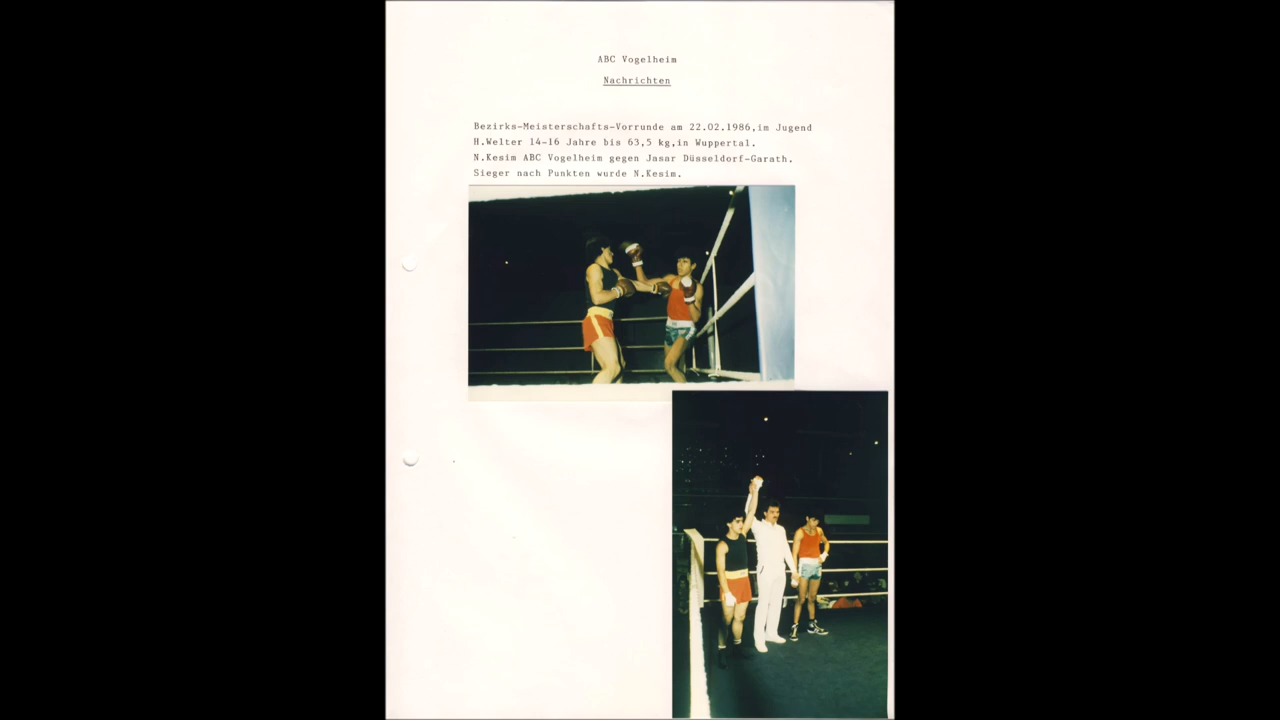 ABC Vogelheim
Nachrichten
Bezirks-Meisterschafts-Vorrunde am 22.02.1986,im Jugend
H.Welter 14-16 Jahre bis 63,5 kg,in Wuppertal.
N.Kesim ABC Vogelheim gegen Jasar Düsseldorf-Garath.
Sieger nach Punkten wurde N.Kesim.